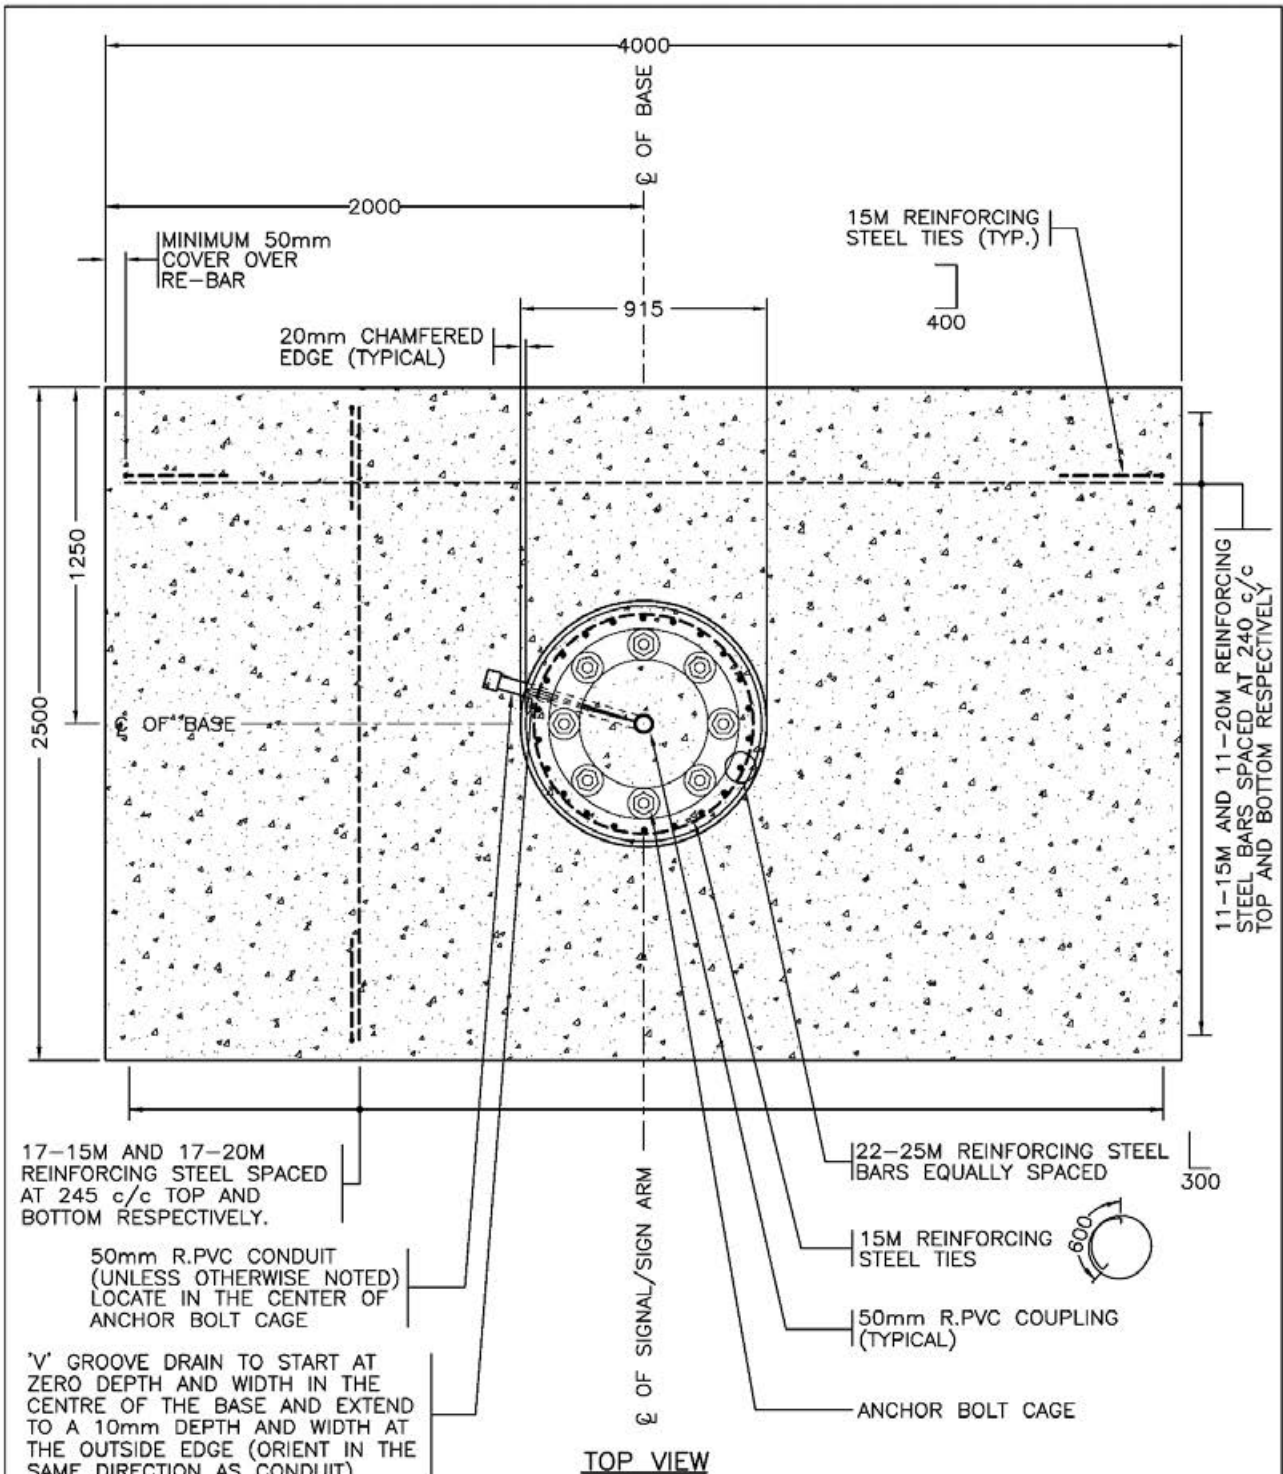 4000
℄ OF BASE
2000
MINIMUM 50mm
COVER OVER
RE-BAR
15M REINFORCING
STEEL TIES (TYP.)
400
915
20mm CHAMFERED
EDGE (TYPICAL)
1250
2500
℄ OF BASE
11-15M AND 11-20M REINFORCING
STEEL BARS SPACED AT 240 c/c
TOP AND BOTTOM RESPECTIVELY
17-15M AND 17-20M
REINFORCING STEEL SPACED
AT 245 c/c TOP AND
BOTTOM RESPECTIVELY.
22-25M REINFORCING STEEL
BARS EQUALLY SPACED
300
15M REINFORCING
STEEL TIES
600
50mm R.PVC CONDUIT
(UNLESS OTHERWISE NOTED)
LOCATE IN THE CENTER OF
ANCHOR BOLT CAGE
50mm R.PVC COUPLING
(TYPICAL)
'V' GROOVE DRAIN TO START AT
ZERO DEPTH AND WIDTH IN THE
CENTRE OF THE BASE AND EXTEND
TO A 10mm DEPTH AND WIDTH AT
THE OUTSIDE EDGE (ORIENT IN THE
SAME DIRECTION AS CONDUIT)
℄ OF SIGNAL/SIGN ARM
ANCHOR BOLT CAGE
TOP VIEW